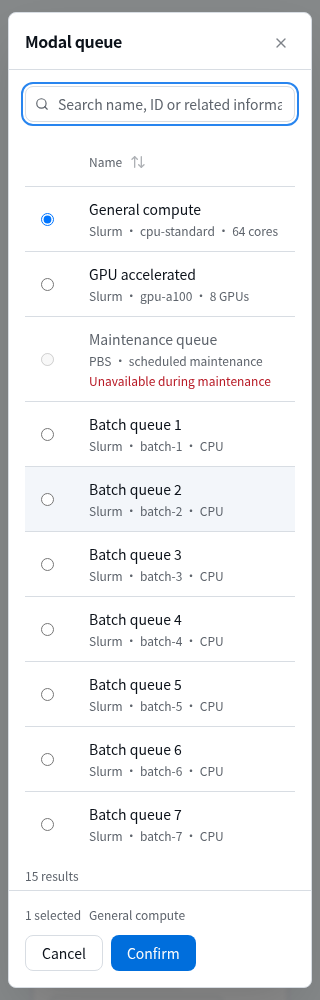 Modal queue
Search name, ID or related informa
Name
General compute
Slurm • cpu-standard • 64 cores
GPU accelerated
Slurm • gpu-a100 • 8 GPUs
Maintenance queue
PBS • scheduled maintenance
Unavailable during maintenance
Batch queue 1
Slurm • batch-1 • CPU
Batch queue 2
Slurm • batch-2 • CPU
Batch queue 3
Slurm • batch-3 • CPU
Batch queue 4
Slurm • batch-4 • CPU
Batch queue 5
Slurm • batch-5 • CPU
Batch queue 6
Slurm • batch-6 • CPU
Batch queue 7
Slurm • batch-7 • CPU
15 results
1 selected General compute
Cancel Confirm